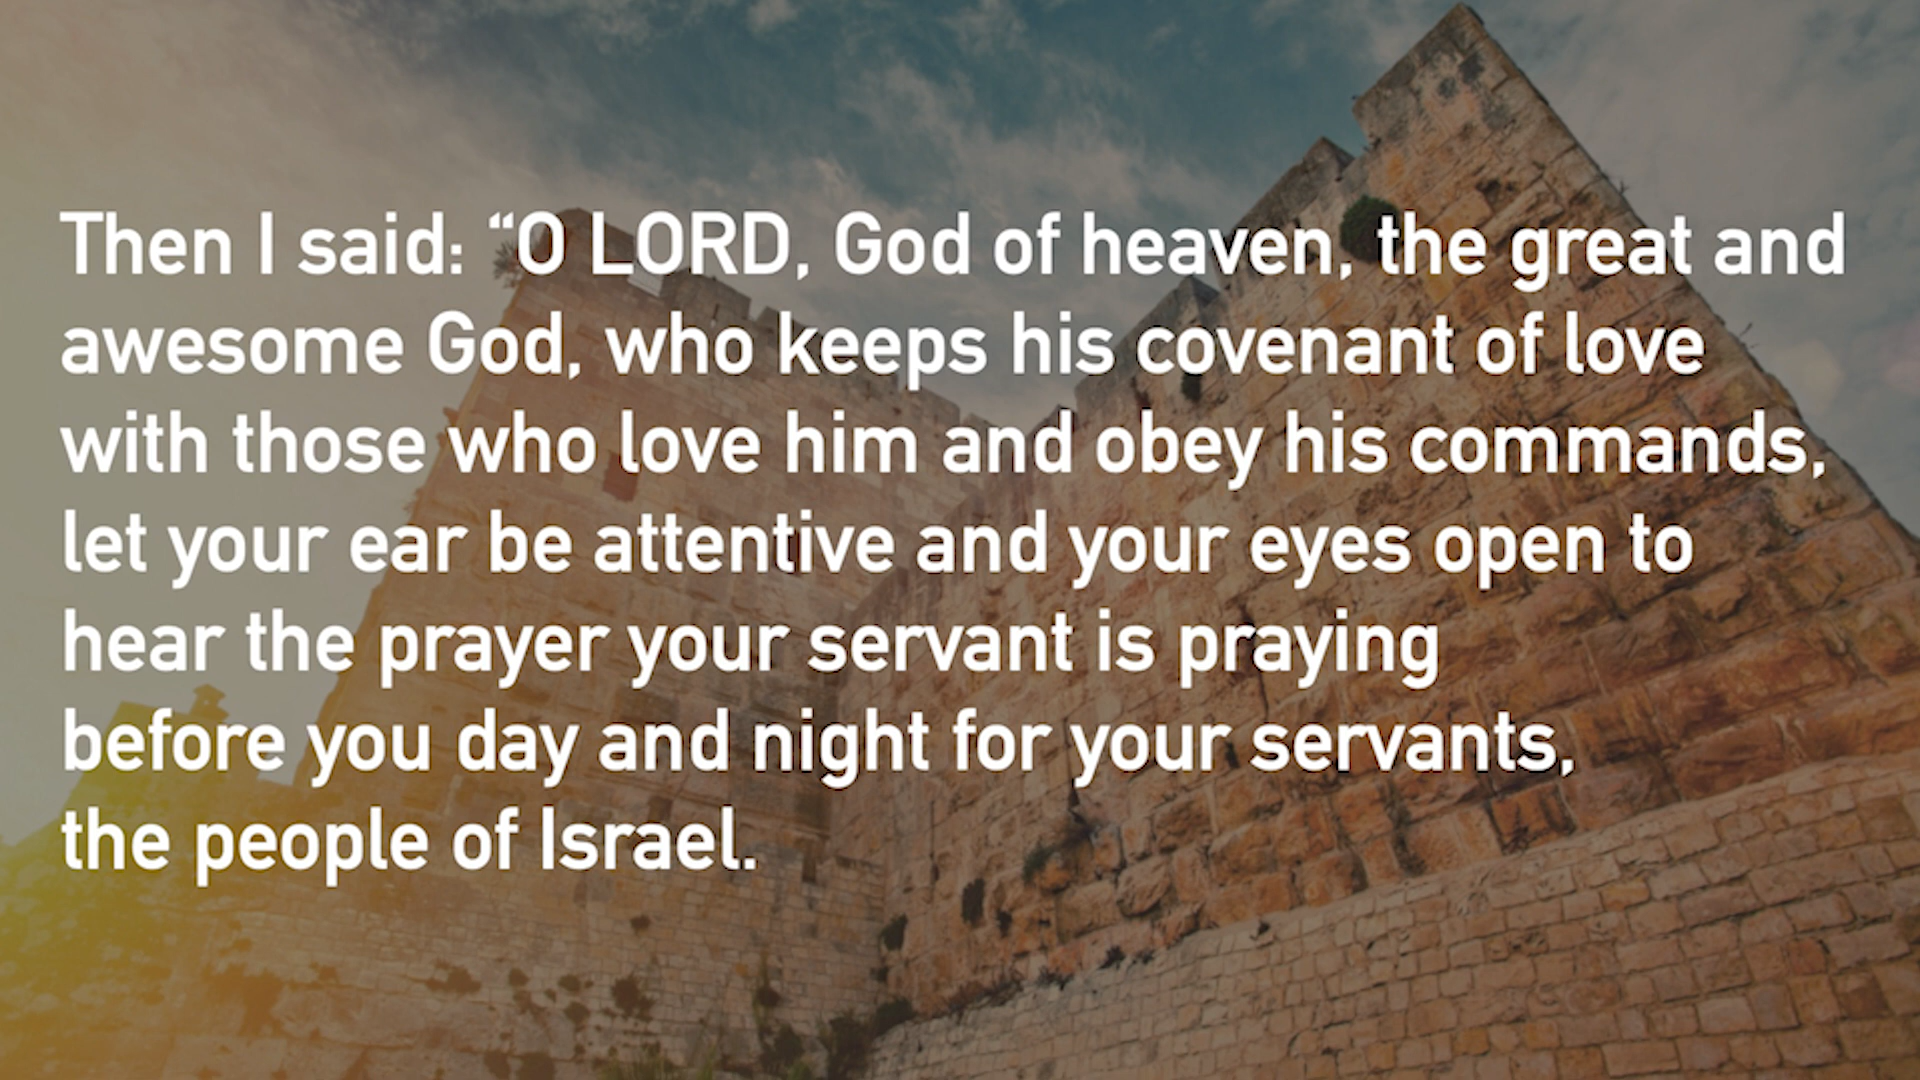 Then I said: “O LORD, God of heaven, the great and
awesome God, who keeps his covenant of love
with those who love him and obey his commands,
let your ear be attentive and your eyes open to
hear the prayer your servant is praying
before you day and night for your servants,
the people of Israel.